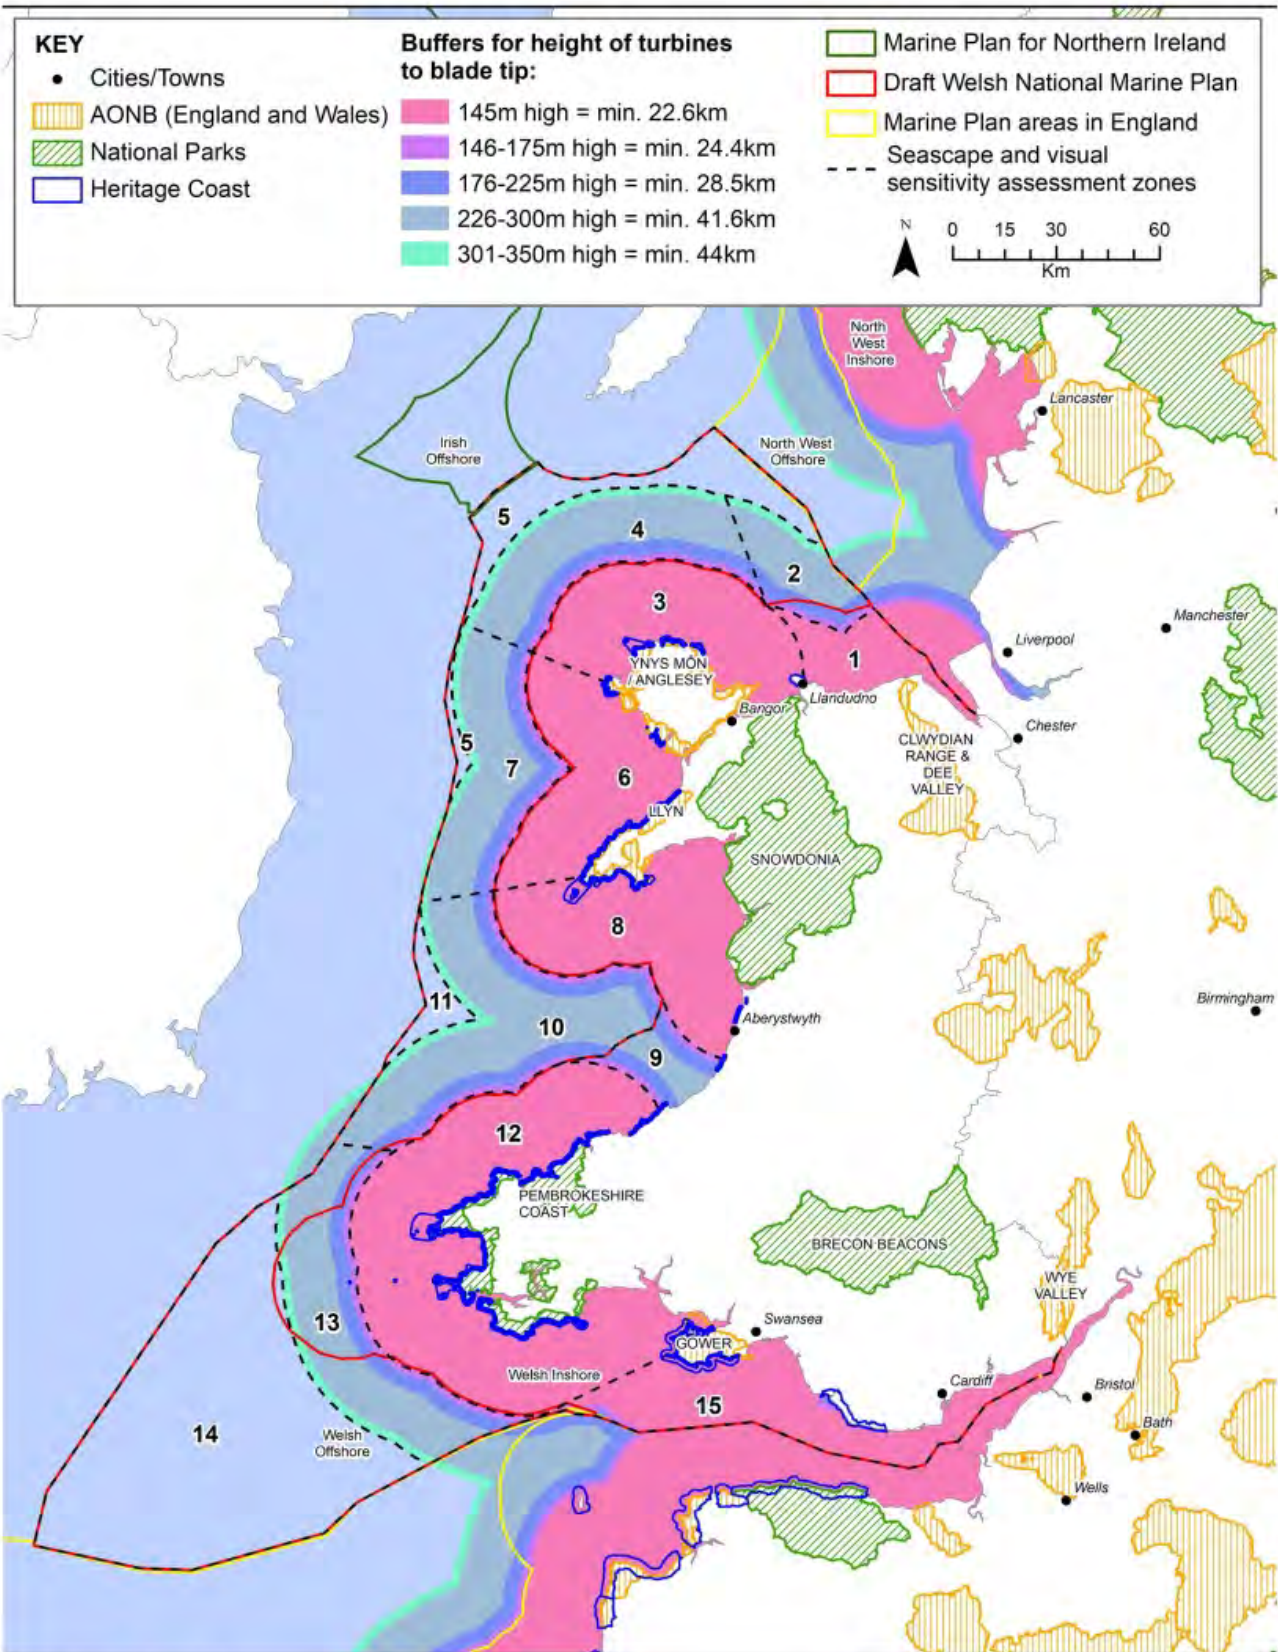 KEY
Cities/Towns
AONB (England and Wales)
National Parks
Heritage Coast
Buffers for height of turbines
to blade tip:
145m high = min. 22.6km
146-175m high = min. 24.4km
176-225m high = min. 28.5km
226-300m high = min. 41.6km
301-350m high = min. 44km
Marine Plan for Northern Ireland
Draft Welsh National Marine Plan
Marine Plan areas in England
Seascape and visual
sensitivity assessment zones
N
0 15 30 60
Km
North
West
Inshore
Lancaster
Irish
Offshore
North West
Offshore
5
4
2
3
Manchester
Liverpool
1
YNYS MÔN
/ ANGLESEY
Llandudno
Bangor
Chester
5
7
6
CLWYDIAN
RANGE &
DEE
VALLEY
LLYN
SNOWDONIA
8
11
Birmingham
10
Aberystwyth
9
12
PEMBROKESHIRE
COAST
BRECON BEACONS
WYE
VALLEY
13
Swansea
GOWER
Welsh Inshore
Cardiff
Bristol
15
14
Welsh
Offshore
Bath
Wells